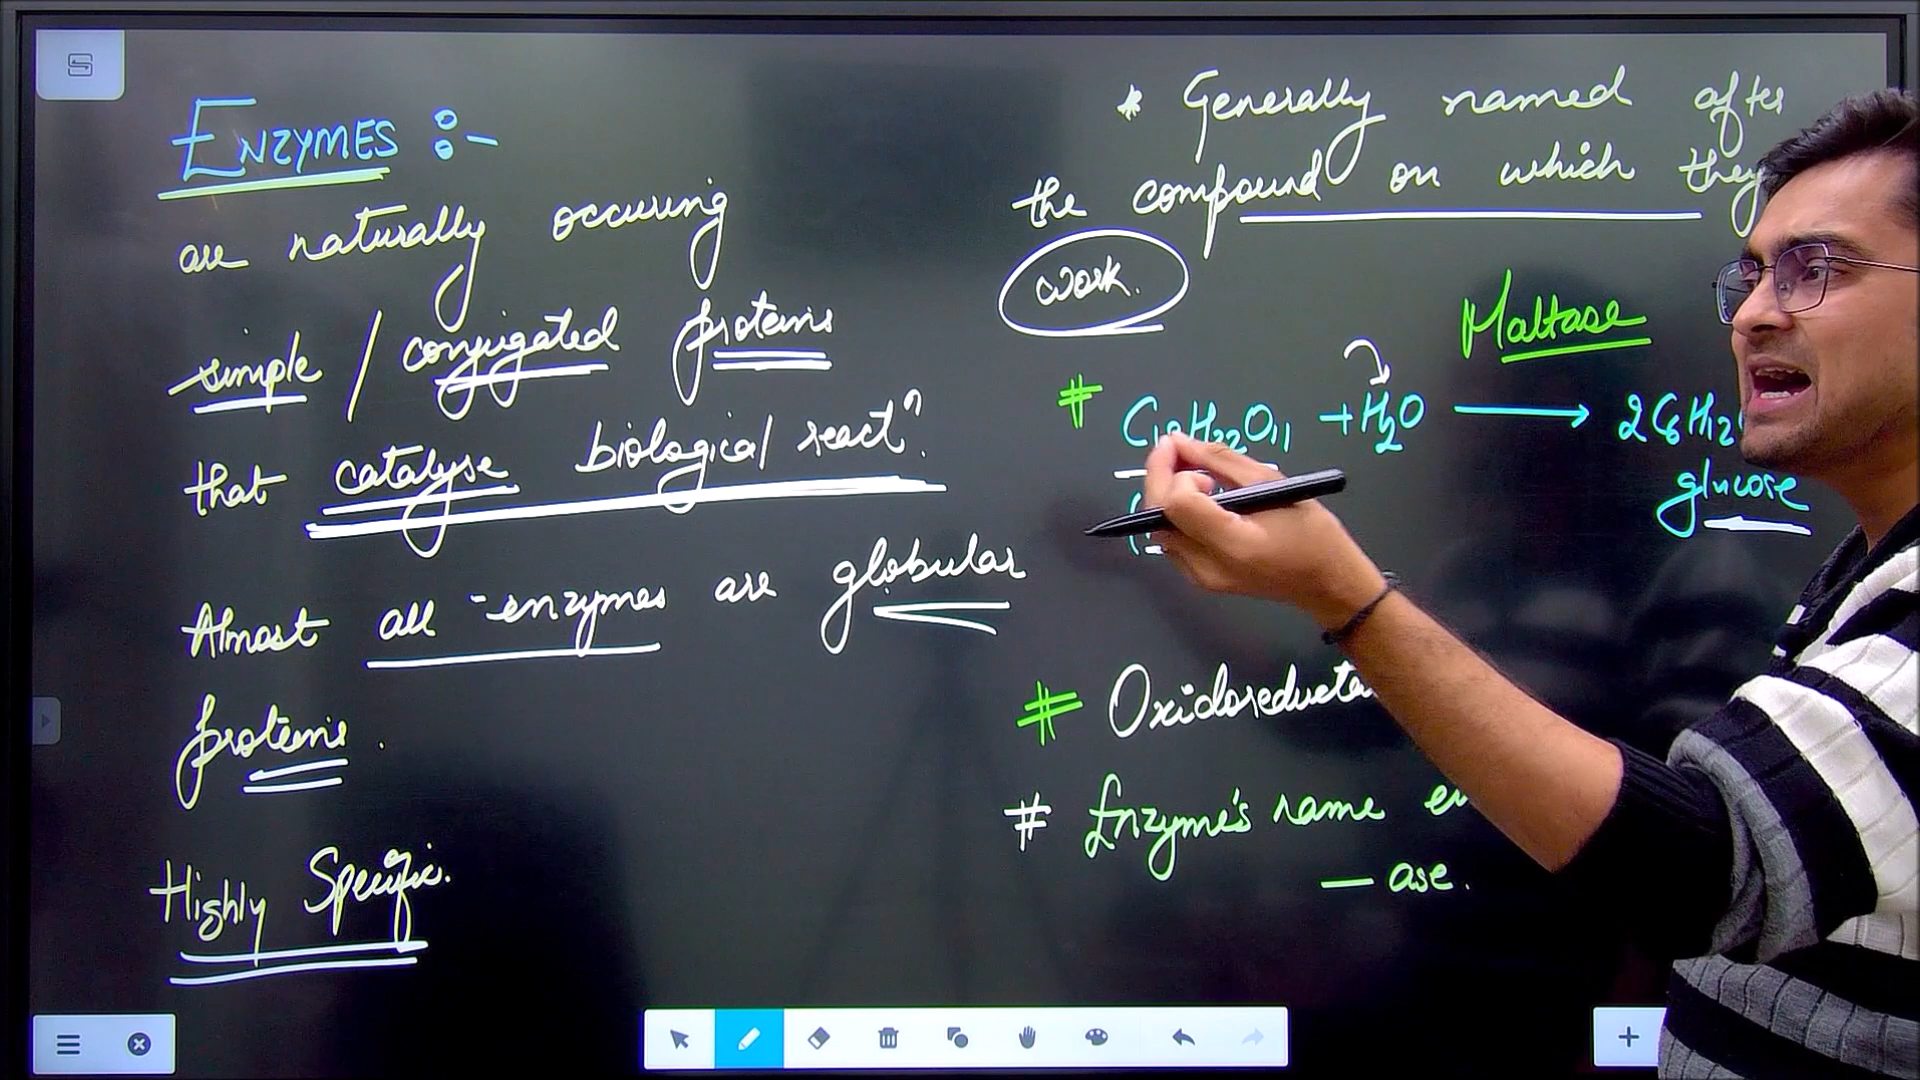 ENZYMES :-
are naturally occuring
simple / conjugated proteins
that catalyse biological reactⁿ.
Almost all enzymes are globular
proteins.
Highly Specific.
* Generally named after
the compound on which they
work.
Maltase
# C₁₂H₂₂O₁₁ + H₂O ⟶ 2C₆H₁₂
glucose
# Oxidoreducta
# Enzyme's name en
— ase.